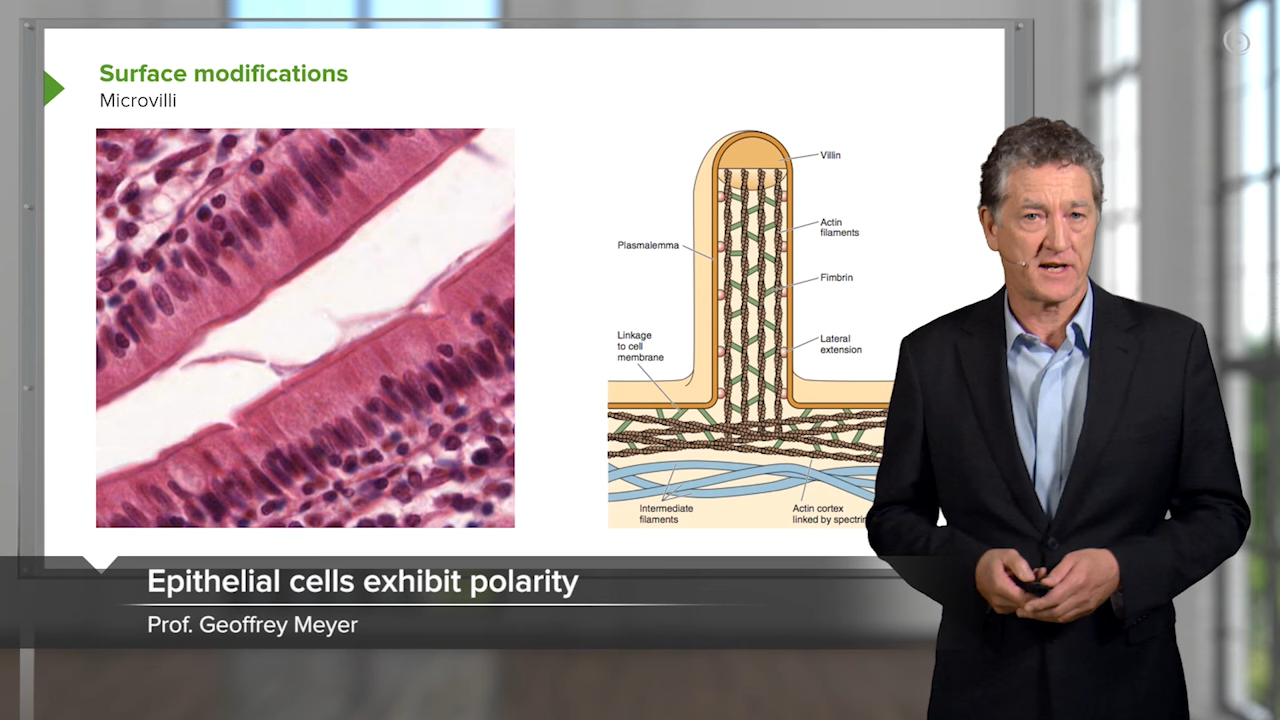 Surface modifications
Microvilli
Villin
Actin
filaments
Plasmalemma
Fimbrin
Linkage
to cell
membrane
Lateral
extension
Intermediate
filaments
Actin cortex
linked by spectrin
Epithelial cells exhibit polarity
Prof. Geoffrey Meyer